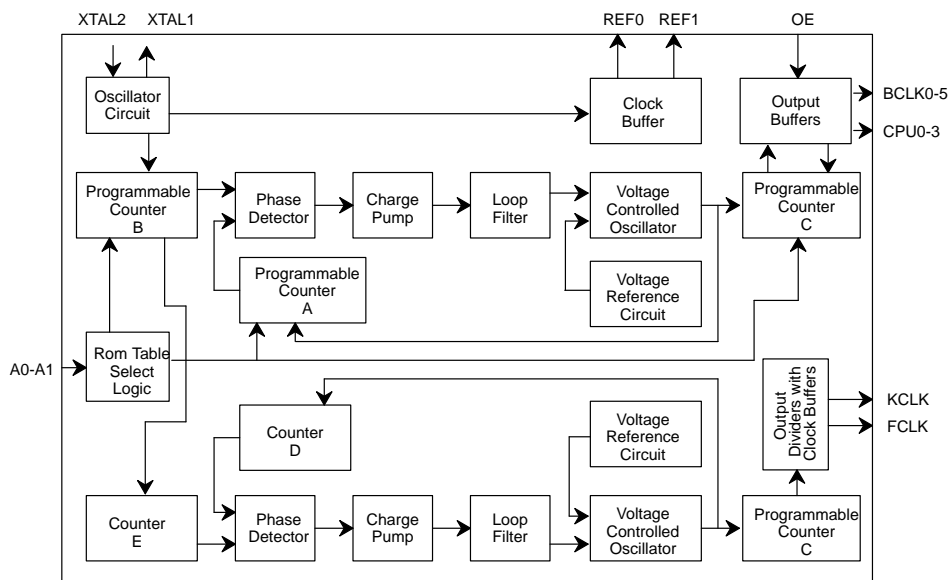 XTAL2 XTAL1 REF0 REF1 OE
Oscillator
Circuit
Clock
Buffer
Output
Buffers
BCLK0-5
CPU0-3
Programmable
Counter
B
Phase
Detector
Charge
Pump
Loop
Filter
Voltage
Controlled
Oscillator
Programmable
Counter
C
Programmable
Counter
A
Voltage
Reference
Circuit
A0-A1
Rom Table
Select
Logic
Counter
D
Voltage
Reference
Circuit
Output
Dividers with
Clock Buffers
KCLK
FCLK
Counter
E
Phase
Detector
Charge
Pump
Loop
Filter
Voltage
Controlled
Oscillator
Programmable
Counter
C